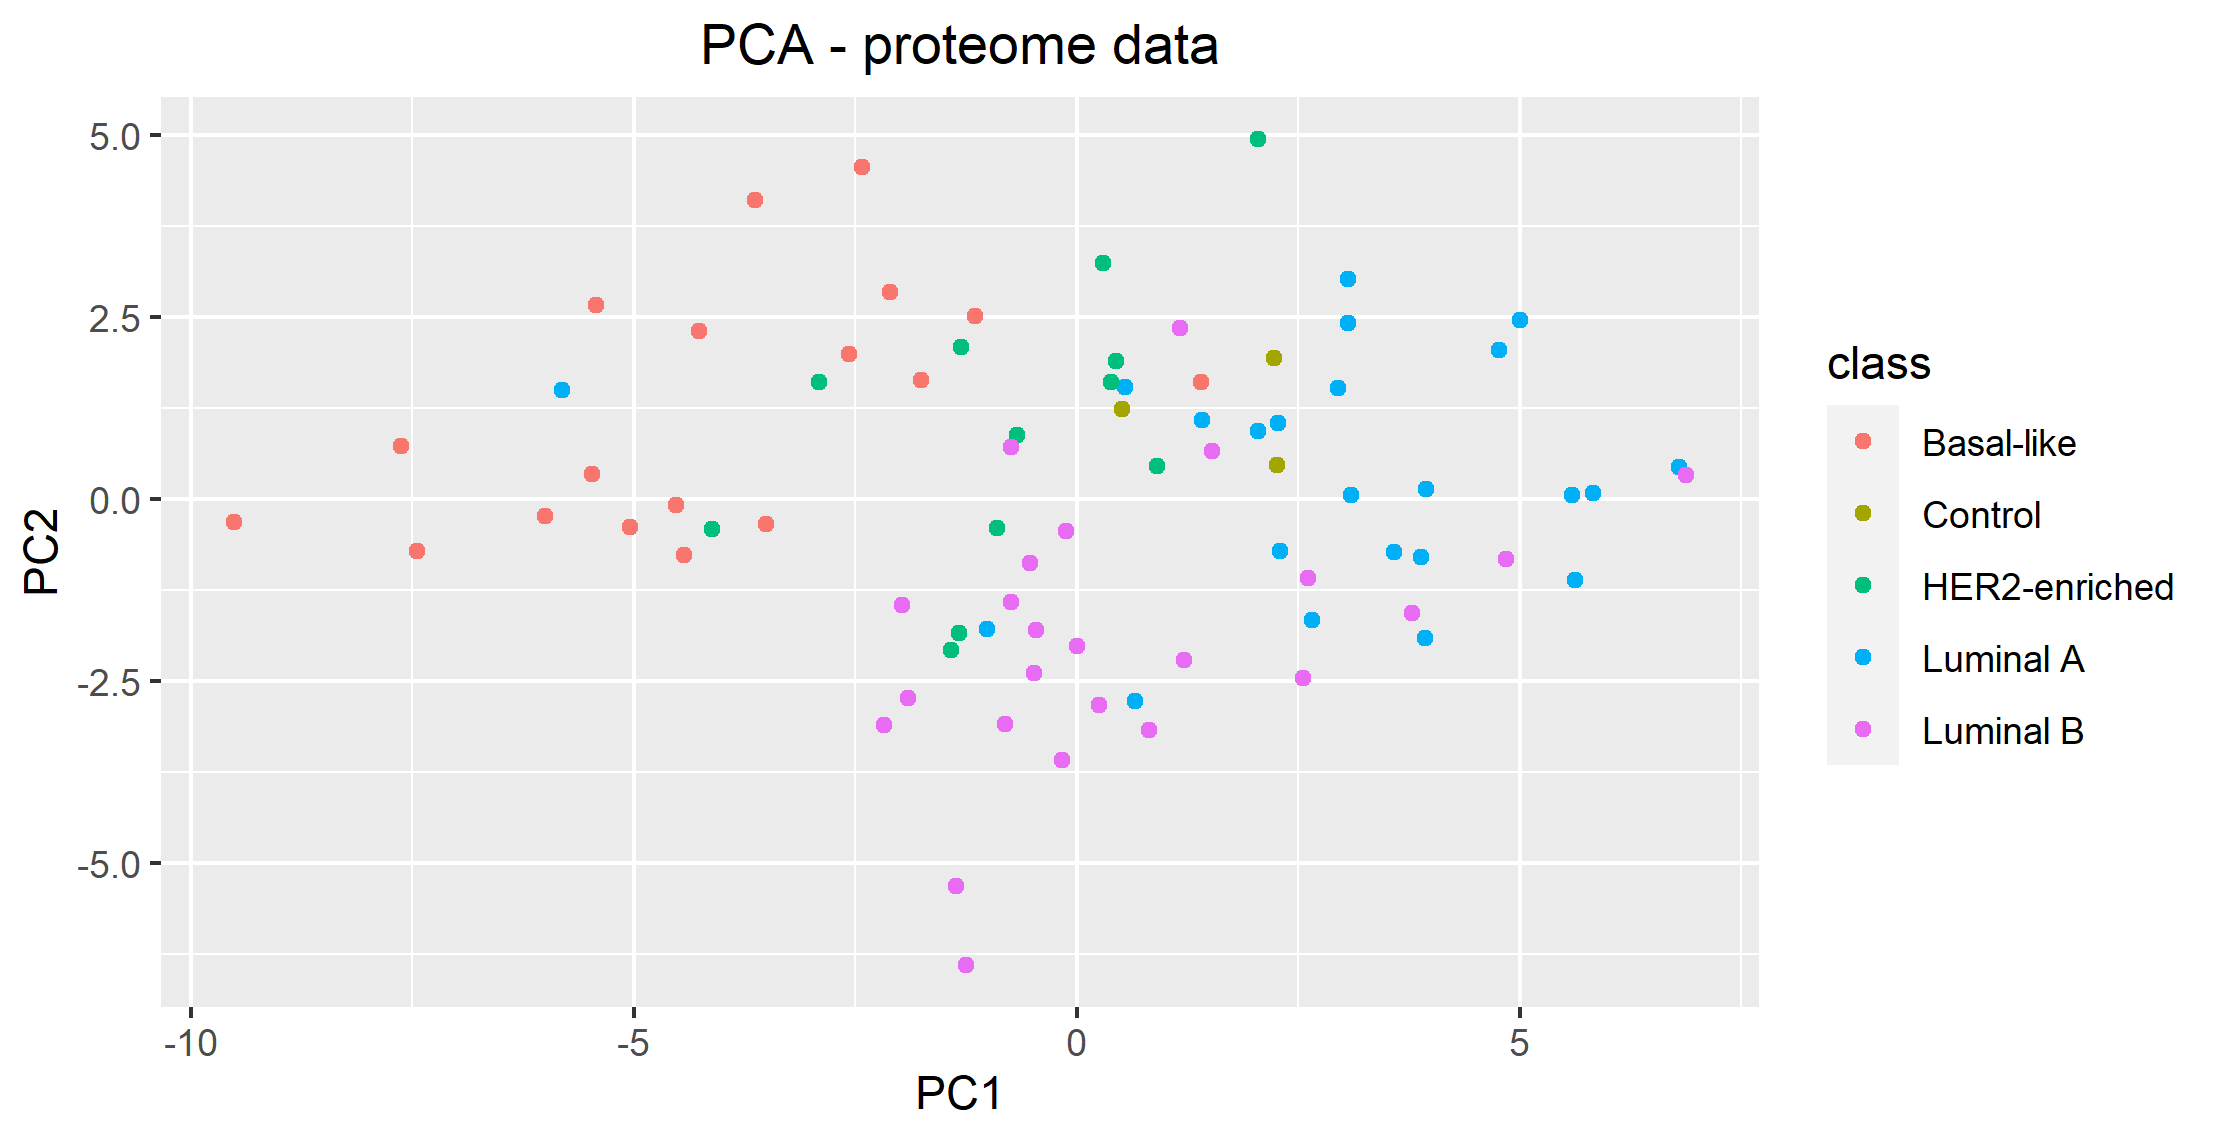 PCA - proteome data
5.0
2.5
0.0
-2.5
-5.0
PC2
-10 -5 0 5
PC1
class
Basal-like
Control
HER2-enriched
Luminal A
Luminal B